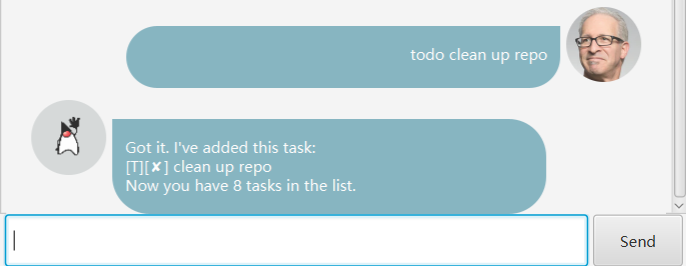 todo clean up repo
Got it. I've added this task:
[T][✘] clean up repo
Now you have 8 tasks in the list.
Send